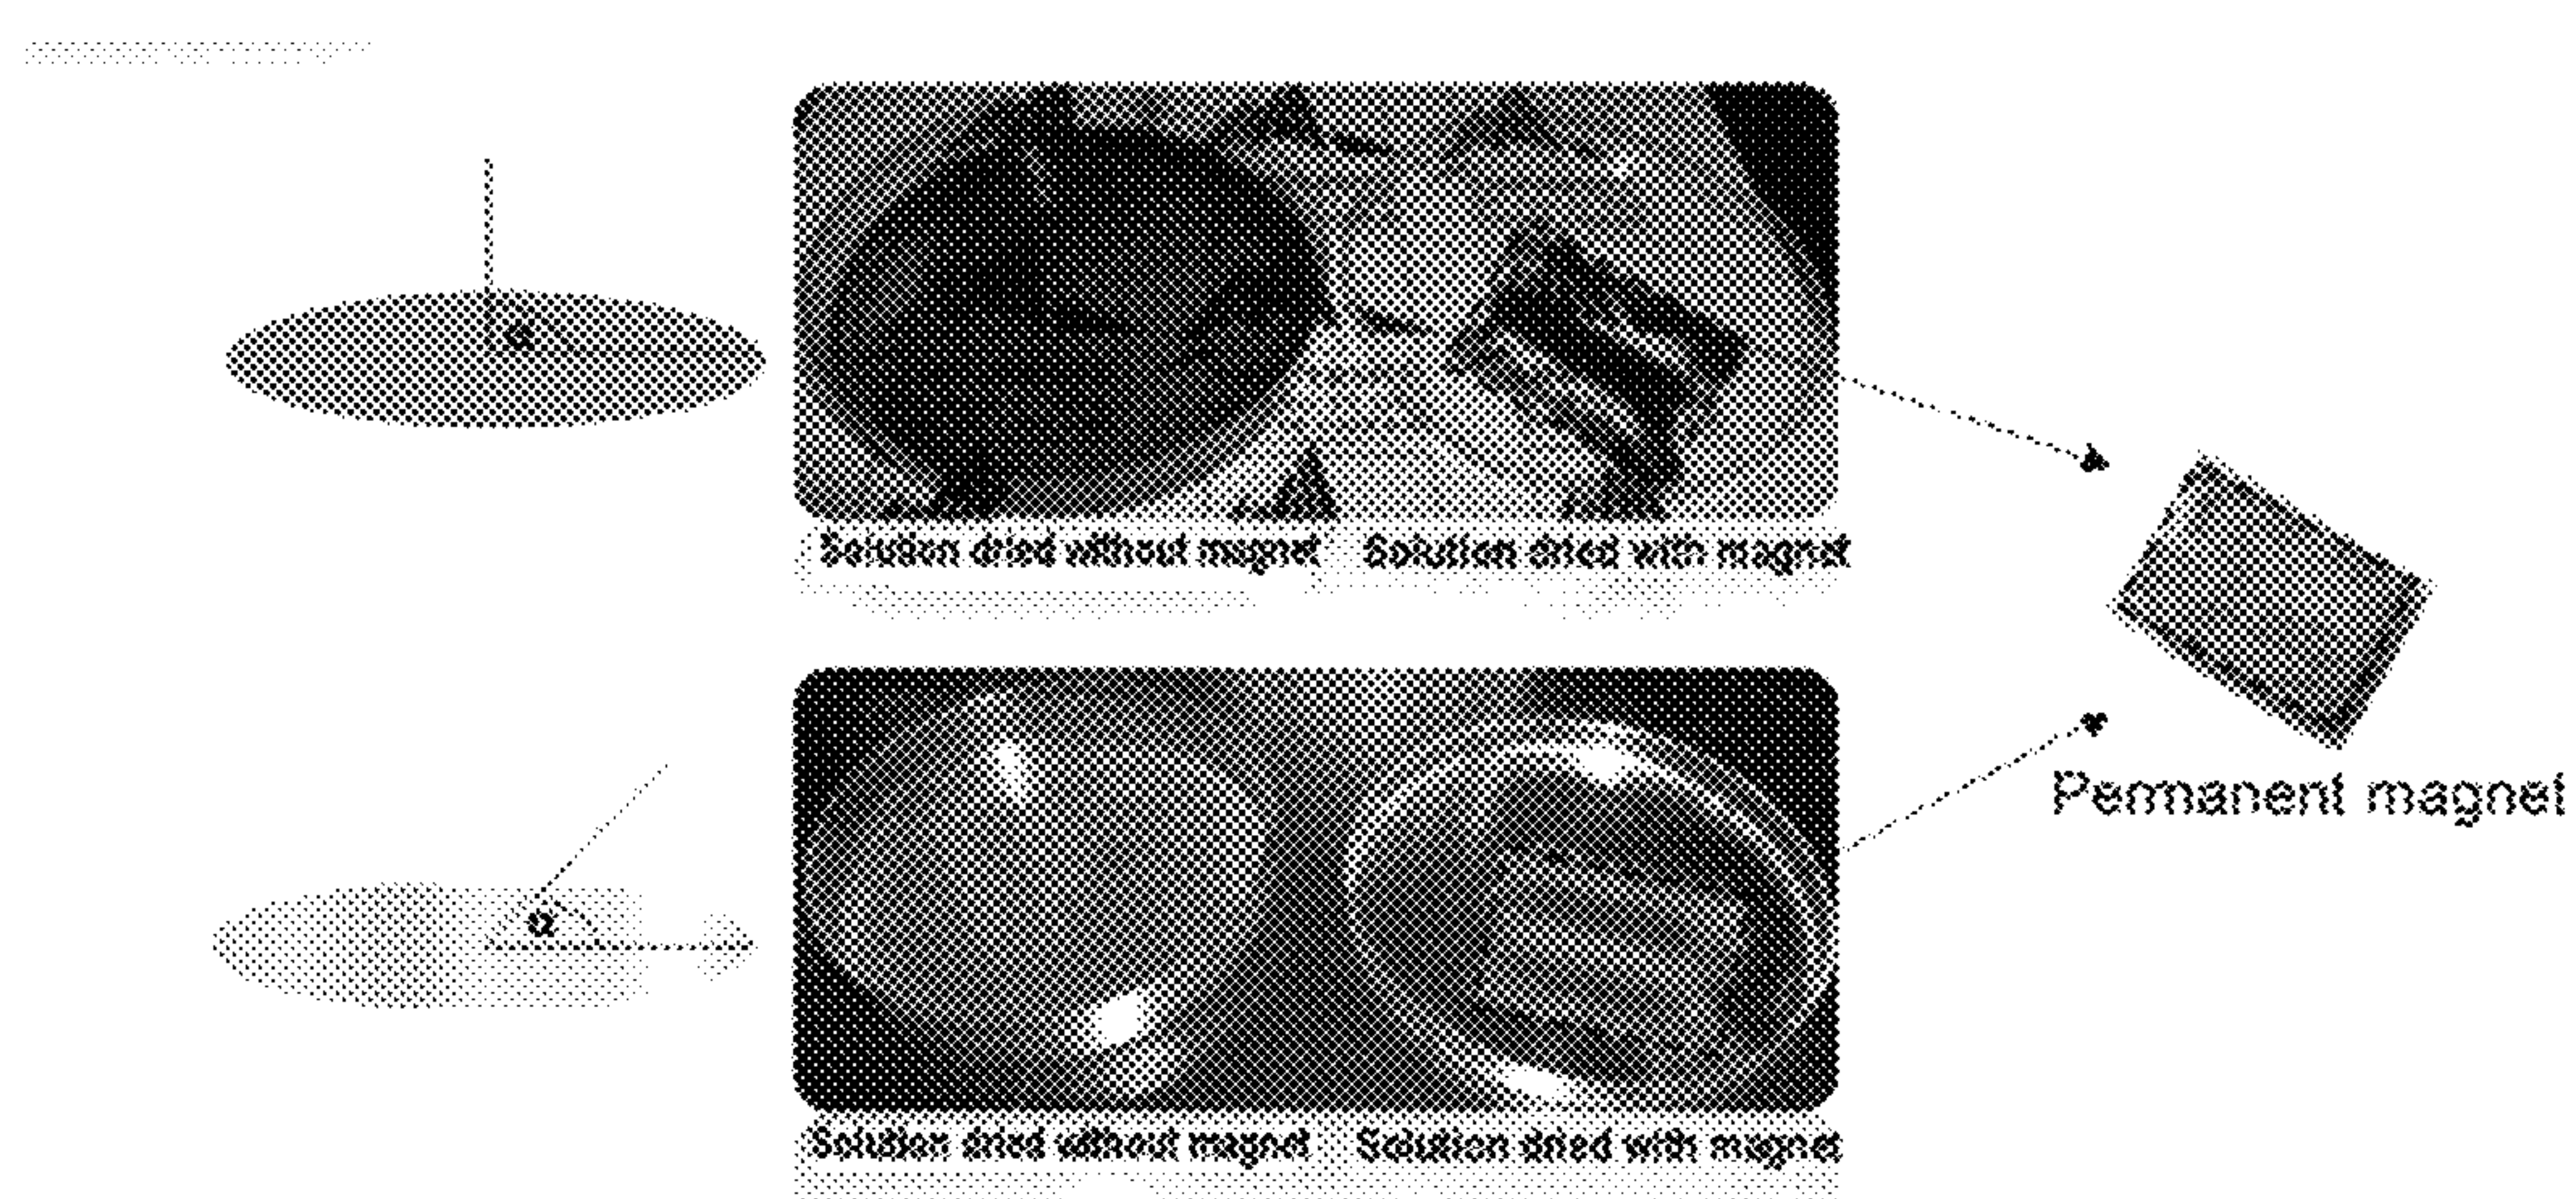 α
Solution dried without magnet
Solution dried with magnet
Permanent magnet
α
Solution dried without magnet
Solution dried with magnet